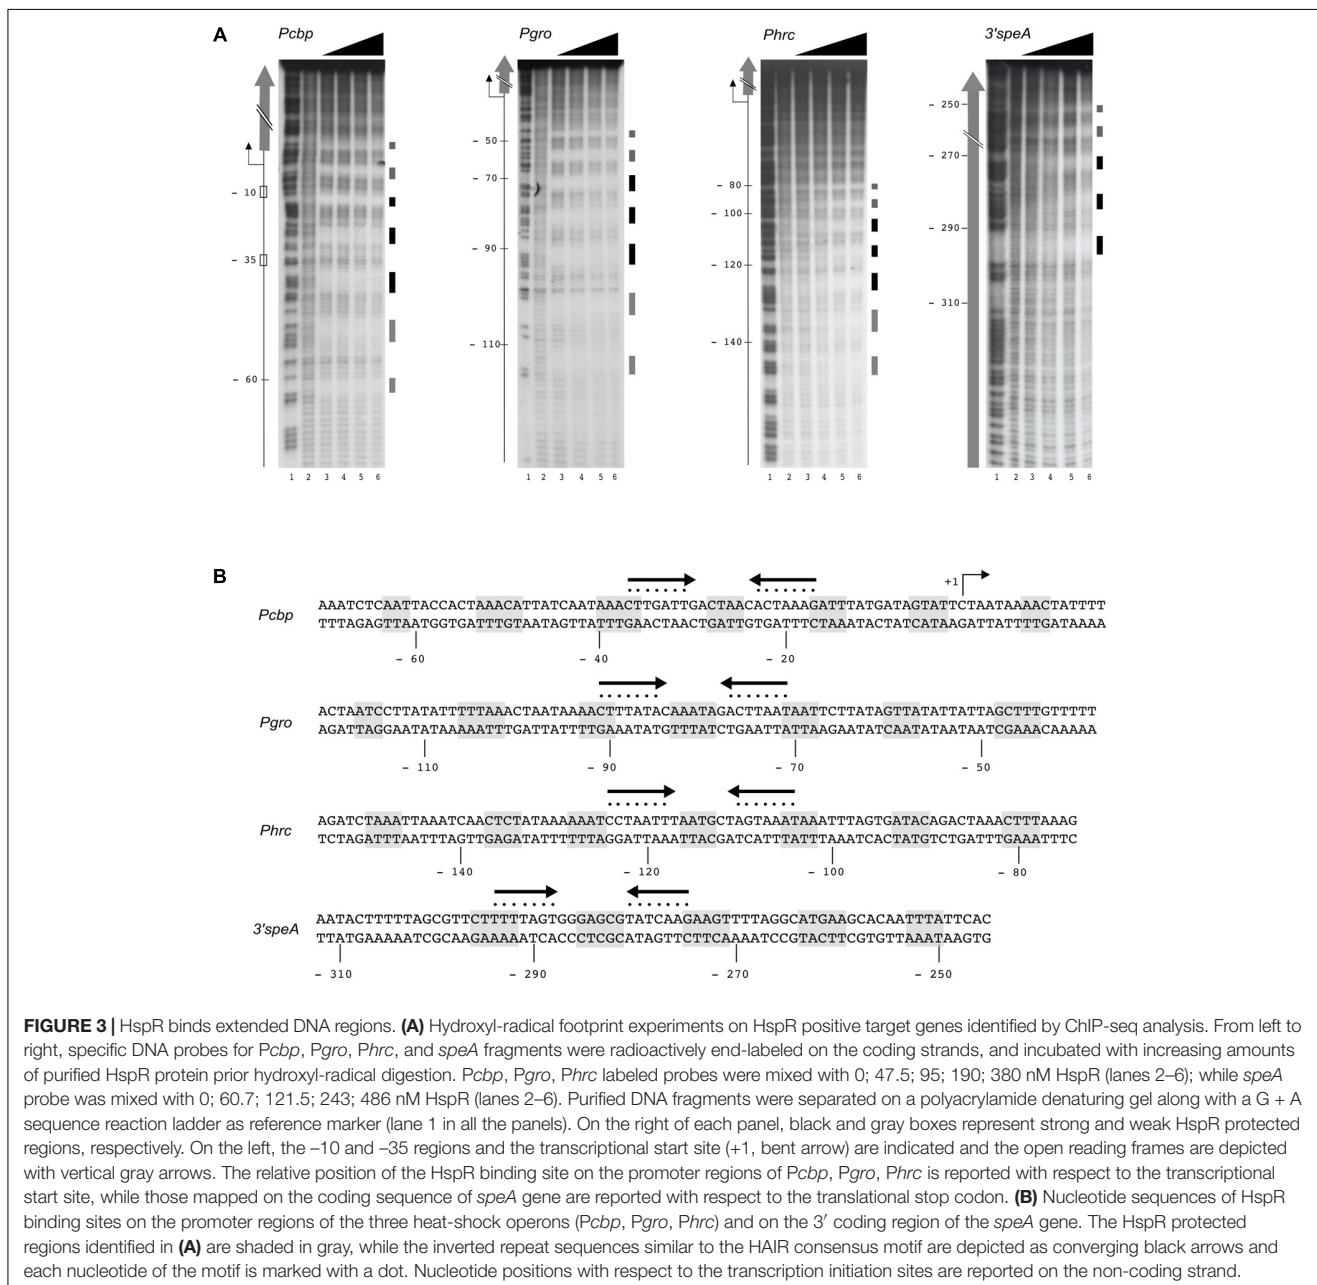 A
Pcbp
Pgro
Phrc
3'speA
– 10
– 35
– 60
1 2 3 4 5 6
– 50
– 70
– 90
– 110
1 2 3 4 5 6
– 80
– 100
– 120
– 140
1 2 3 4 5 6
– 250
– 270
– 290
– 310
1 2 3 4 5 6
B
+1
Pcbp
AAATCTCAATTACCACTAAACATTATCAATAAACTTGATTGACTAACACTAAAGATTTATGATAGTATTCTAATAAAACTATTTT
TTTAGAGTTAATGGTGATTTGTAATAGTTATTTGAACTAACTGATTGTGATTTCTAAATACTATCATAAGATTATTTTGATAAAA
– 60
– 40
– 20
Pgro
ACTAATCCTTATATTTTTAAACTAATAAAACTTTATACAAATAGACTTAATAATTCTTATAGTTATATTATTAGCTTTGTTTTT
AGATTAGGAATATAAAAATTTGATTATTTTGAAATATGTTTATCTGAATTATTAAGAATATCAATATAATAATCGAAACAAAAA
– 110
– 90
– 70
– 50
Phrc
AGATCTAAATTAAATCAACTCTATAAAAAATCCTAATTTAATGCTAGTAAATAAATTTAGTGATACAGACTAAACTTTAAAG
TCTAGATTTAATTTAGTTGAGATATTTTTTAGGATTAAATTACGATCATTTATTTAAATCACTATGTCTGATTTGAAATTTC
– 140
– 120
– 100
– 80
3'speA
AATACTTTTTAGCGTTCTTTTTAGTGGGAGCGTATCAAGAAGTTTTAGGCATGAAGCACAATTTATTCAC
TTATGAAAAATCGCAAGAAAAATCACCCTCGCATAGTTCTTCAAAATCCGTACTTCGTGTTAAATAAGTG
– 310
– 290
– 270
– 250
FIGURE 3 | HspR binds extended DNA regions. (A) Hydroxyl-radical footprint experiments on HspR positive target genes identified by ChIP-seq analysis. From left to
right, specific DNA probes for Pcbp, Pgro, Phrc, and speA fragments were radioactively end-labeled on the coding strands, and incubated with increasing amounts
of purified HspR protein prior hydroxyl-radical digestion. Pcbp, Pgro, Phrc labeled probes were mixed with 0; 47.5; 95; 190; 380 nM HspR (lanes 2–6); while speA
probe was mixed with 0; 60.7; 121.5; 243; 486 nM HspR (lanes 2–6). Purified DNA fragments were separated on a polyacrylamide denaturing gel along with a G + A
sequence reaction ladder as reference marker (lane 1 in all the panels). On the right of each panel, black and gray boxes represent strong and weak HspR protected
regions, respectively. On the left, the –10 and –35 regions and the transcriptional start site (+1, bent arrow) are indicated and the open reading frames are depicted
with vertical gray arrows. The relative position of the HspR binding site on the promoter regions of Pcbp, Pgro, Phrc is reported with respect to the transcriptional
start site, while those mapped on the coding sequence of speA gene are reported with respect to the translational stop codon. (B) Nucleotide sequences of HspR
binding sites on the promoter regions of the three heat-shock operons (Pcbp, Pgro, Phrc) and on the 3′ coding region of the speA gene. The HspR protected
regions identified in (A) are shaded in gray, while the inverted repeat sequences similar to the HAIR consensus motif are depicted as converging black arrows and
each nucleotide of the motif is marked with a dot. Nucleotide positions with respect to the transcription initiation sites are reported on the non-coding strand.